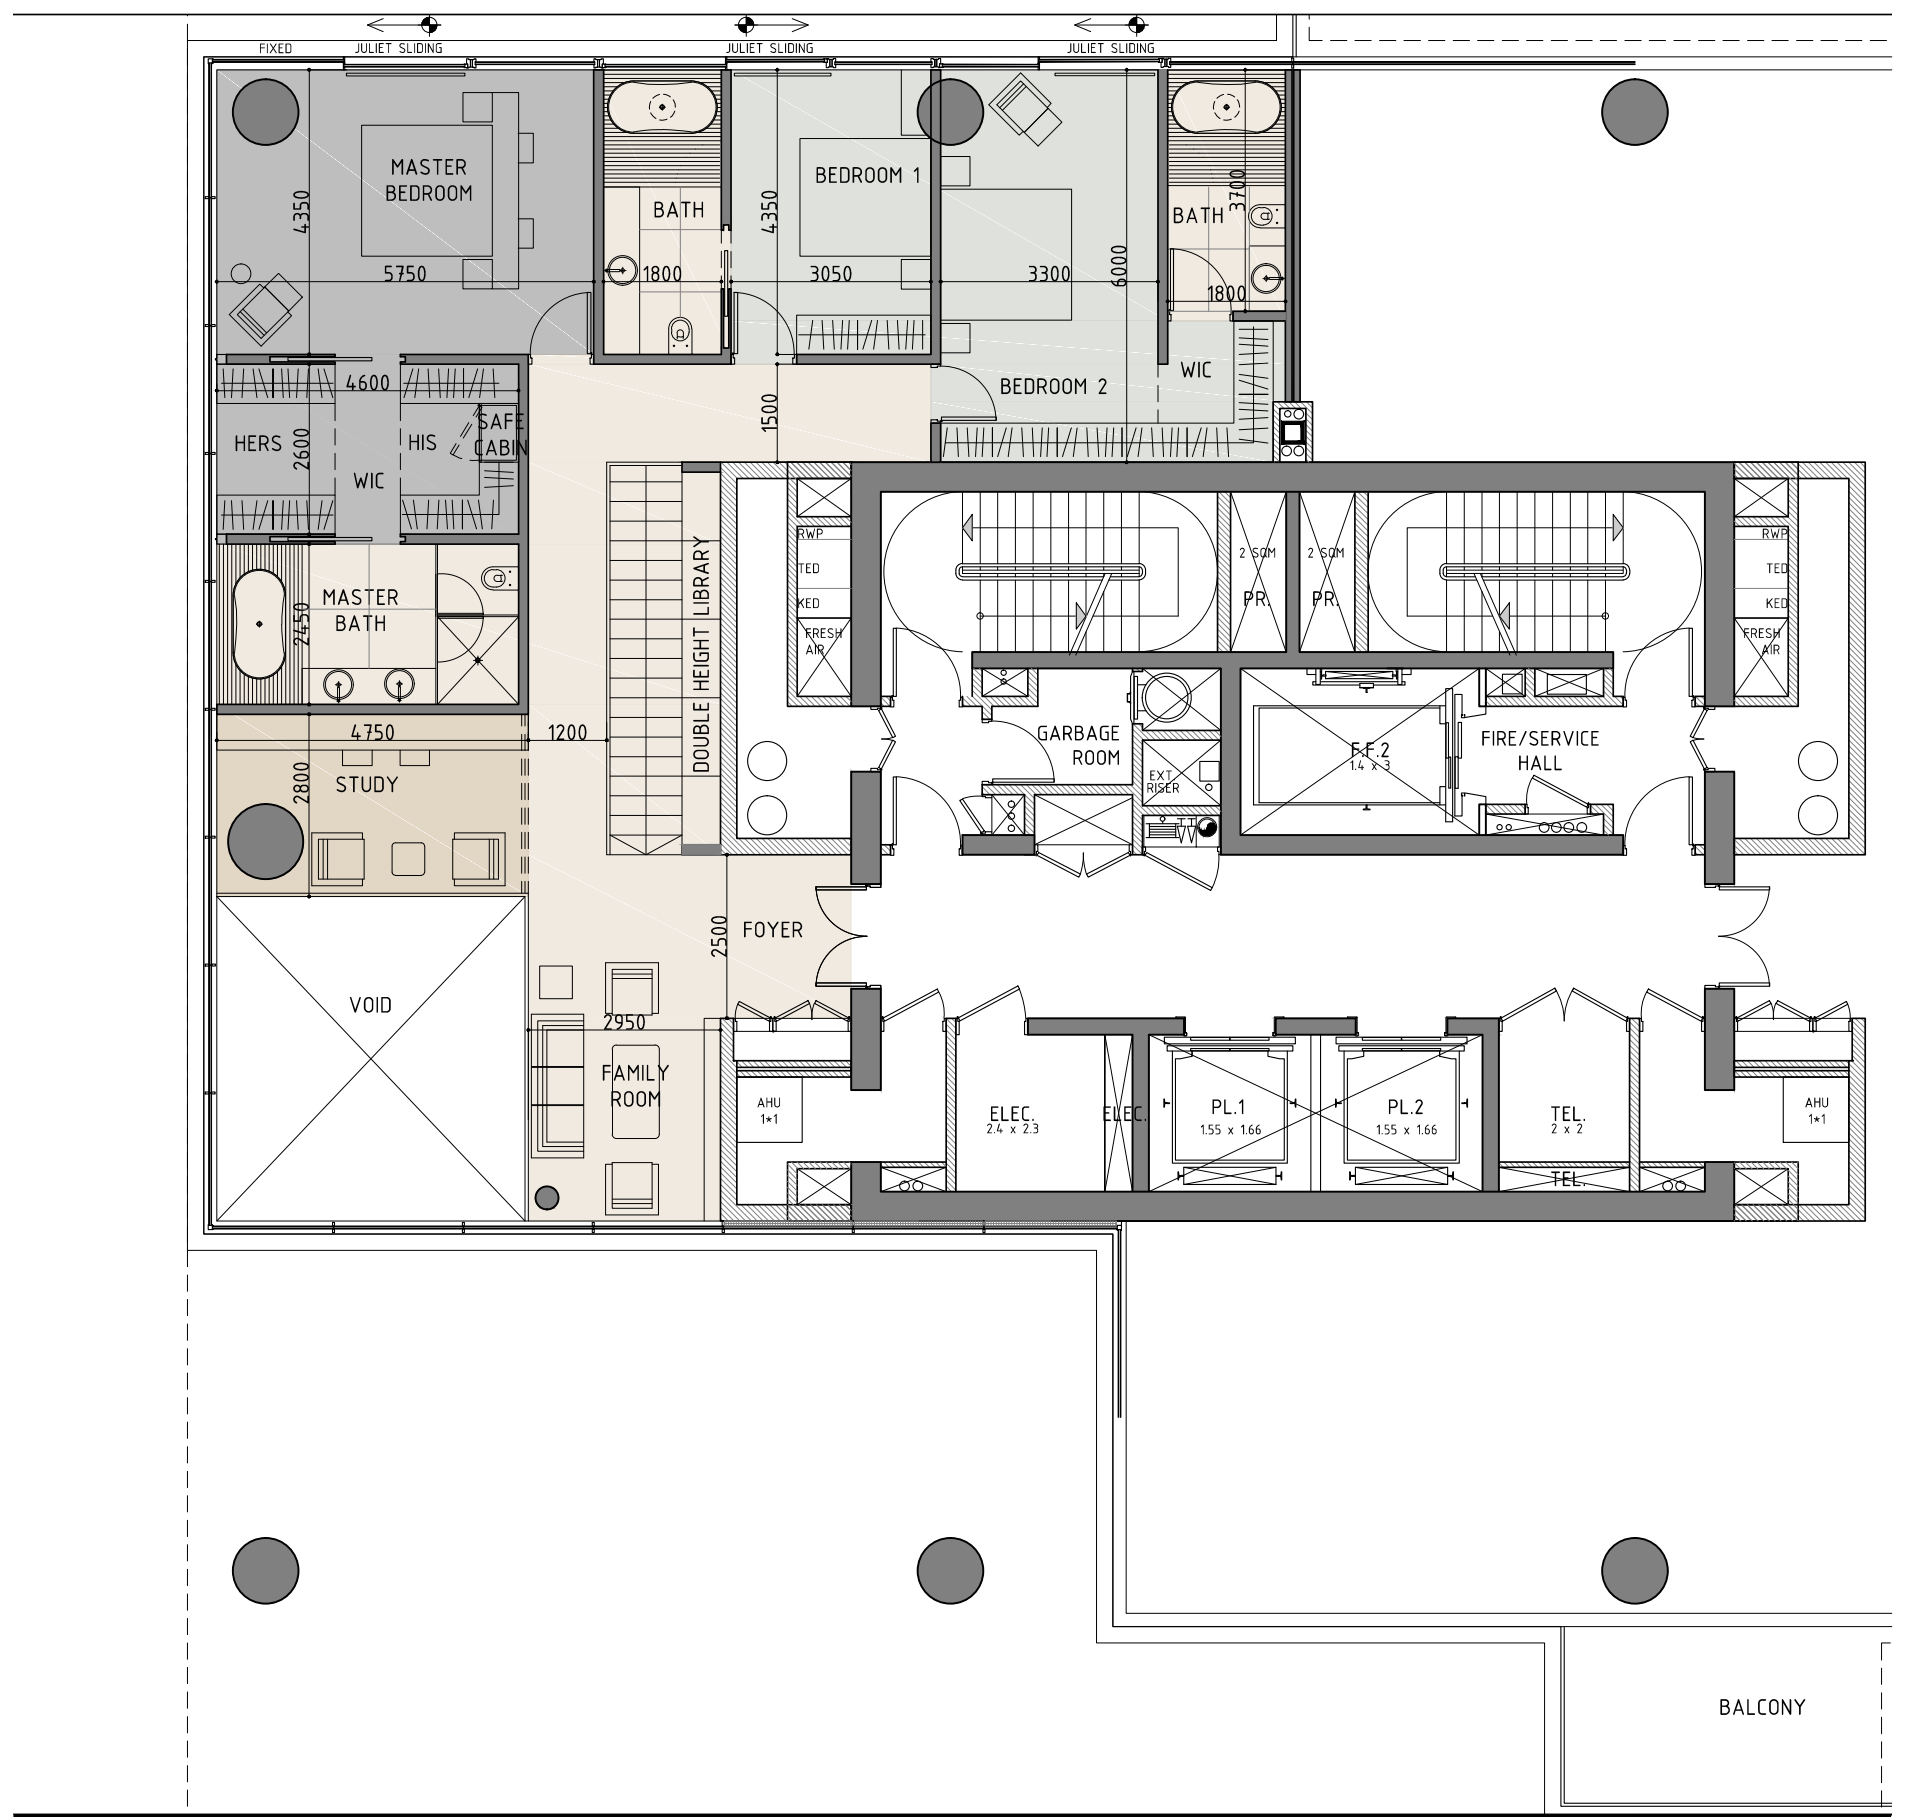 FIXED
JULIET SLIDING
JULIET SLIDING
JULIET SLIDING
MASTER
BEDROOM
4350
5750
BATH
1800
BEDROOM 1
4350
3050
3300
6000
BATH
3700
1800
4600
HERS
2600
HIS
SAFE
CABIN
WIC
1500
BEDROOM 2
WIC
MASTER
BATH
2450
DOUBLE HEIGHT LIBRARY
RWP
TED
KED
FRESH
AIR
2 SQM
PR.
2 SQM
PR.
RWP
TED
KED
FRESH
AIR
4750
1200
STUDY
2800
GARBAGE
ROOM
EXT
RISER
F.F.2
1.4 x 3
FIRE/SERVICE
HALL
2500
FOYER
VOID
2950
FAMILY
ROOM
AHU
1*1
ELEC.
2.4 x 2.3
ELEC.
PL.1
1.55 x 1.66
PL.2
1.55 x 1.66
TEL.
2 x 2
TEL.
AHU
1*1
BALCONY